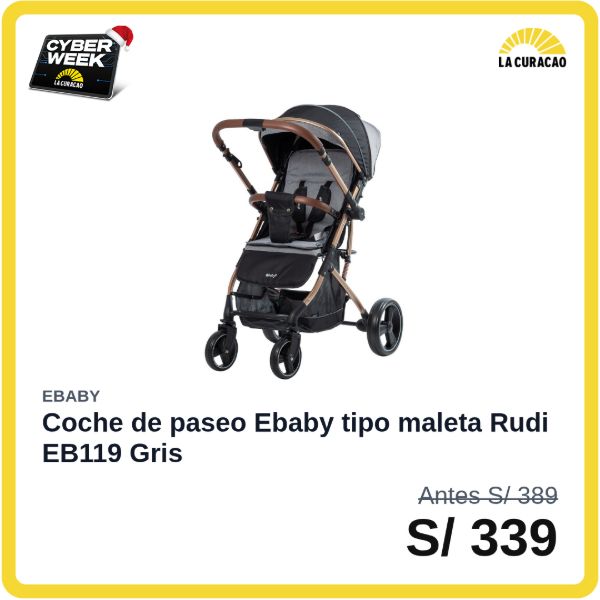 CYBER
WEEK
LA CURACAO
LA CURACAO
ebaby
EBABY
Coche de paseo Ebaby tipo maleta Rudi
EB119 Gris
Antes S/ 389
S/ 339